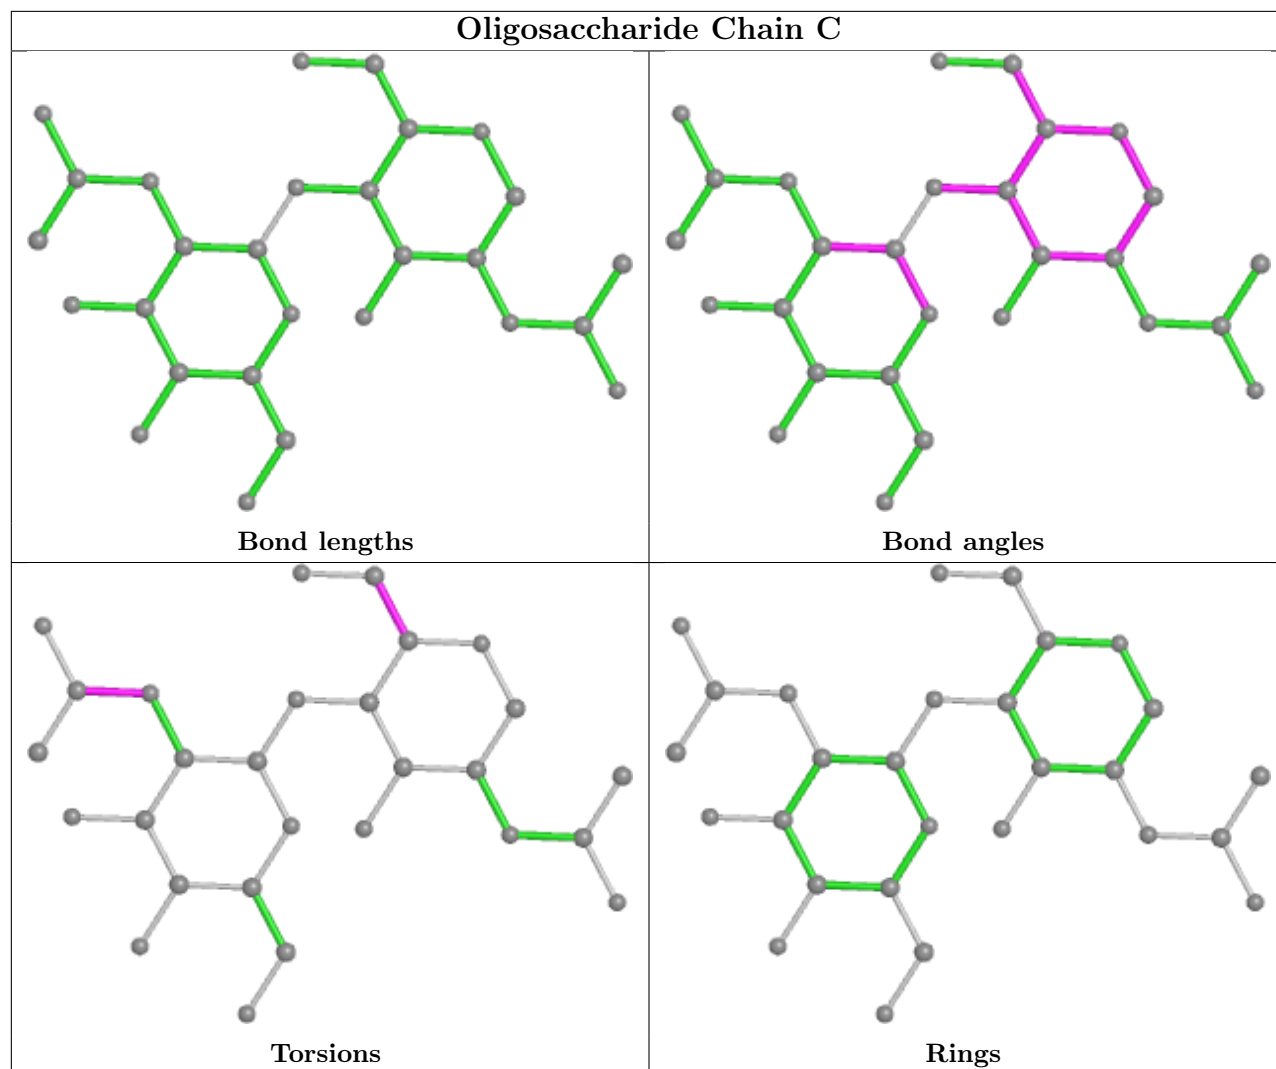 Oligosaccharide Chain C
Bond lengths
Bond angles
Torsions
Rings